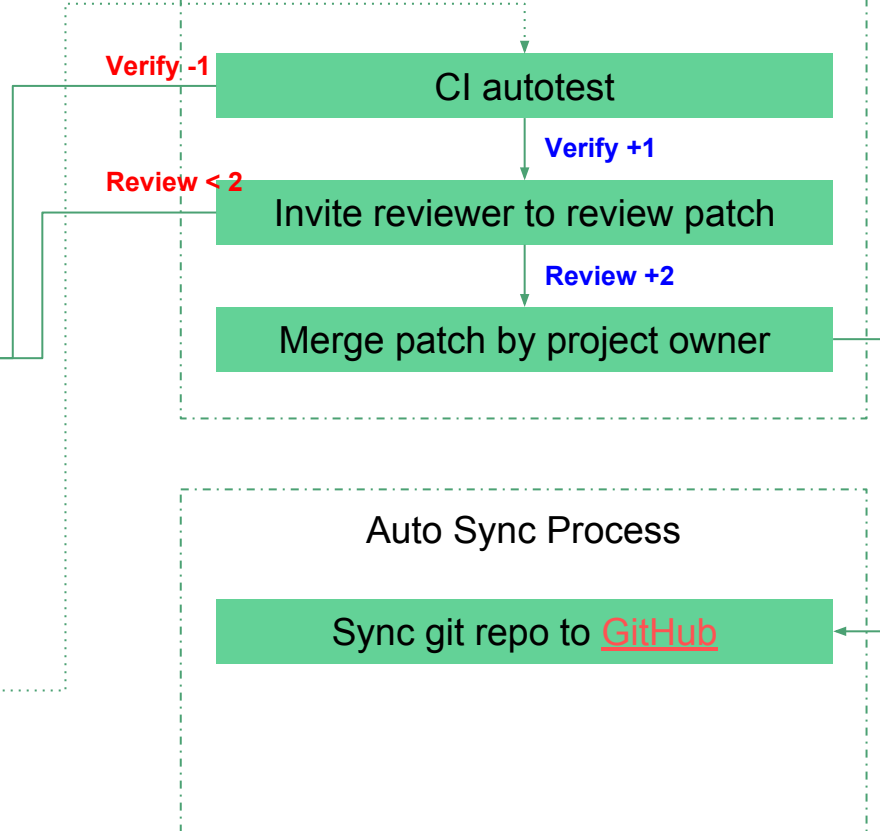 Verify -1
CI autotest
Verify +1
Review < 2
Invite reviewer to review patch
Review +2
Merge patch by project owner
Auto Sync Process
Sync git repo to GitHub